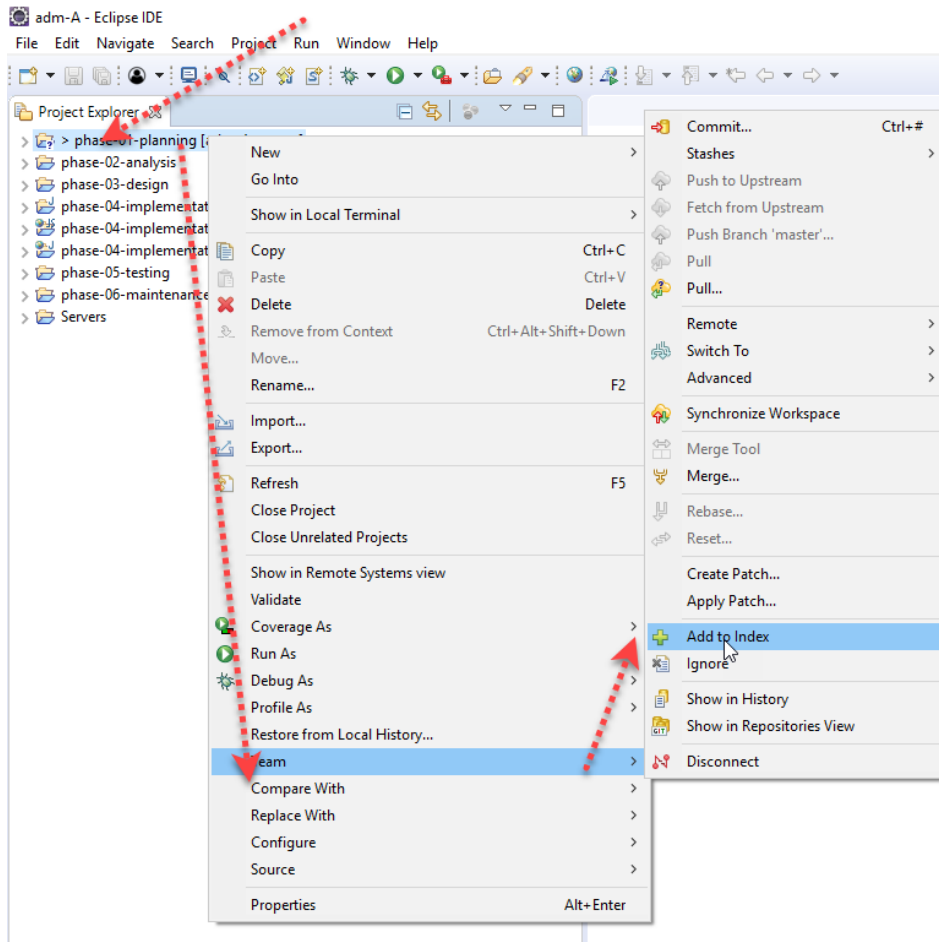 adm-A - Eclipse IDE
File Edit Navigate Search Project Run Window Help
Project Explorer
> phase-01-planning [
phase-02-analysis
phase-03-design
phase-04-implementat
phase-04-implementat
phase-04-implementat
phase-05-testing
phase-06-maintenance
Servers
New
Go Into
Show in Local Terminal
Copy Ctrl+C
Paste Ctrl+V
Delete Delete
Remove from Context Ctrl+Alt+Shift+Down
Move...
Rename... F2
Import...
Export...
Refresh F5
Close Project
Close Unrelated Projects
Show in Remote Systems view
Validate
Coverage As
Run As
Debug As
Profile As
Restore from Local History...
Team
Compare With
Replace With
Configure
Source
Properties Alt+Enter
Commit... Ctrl+#
Stashes
Push to Upstream
Fetch from Upstream
Push Branch 'master'...
Pull
Pull...
Remote
Switch To
Advanced
Synchronize Workspace
Merge Tool
Merge...
Rebase...
Reset...
Create Patch...
Apply Patch...
Add to Index
Ignore
Show in History
GIT Show in Repositories View
Disconnect